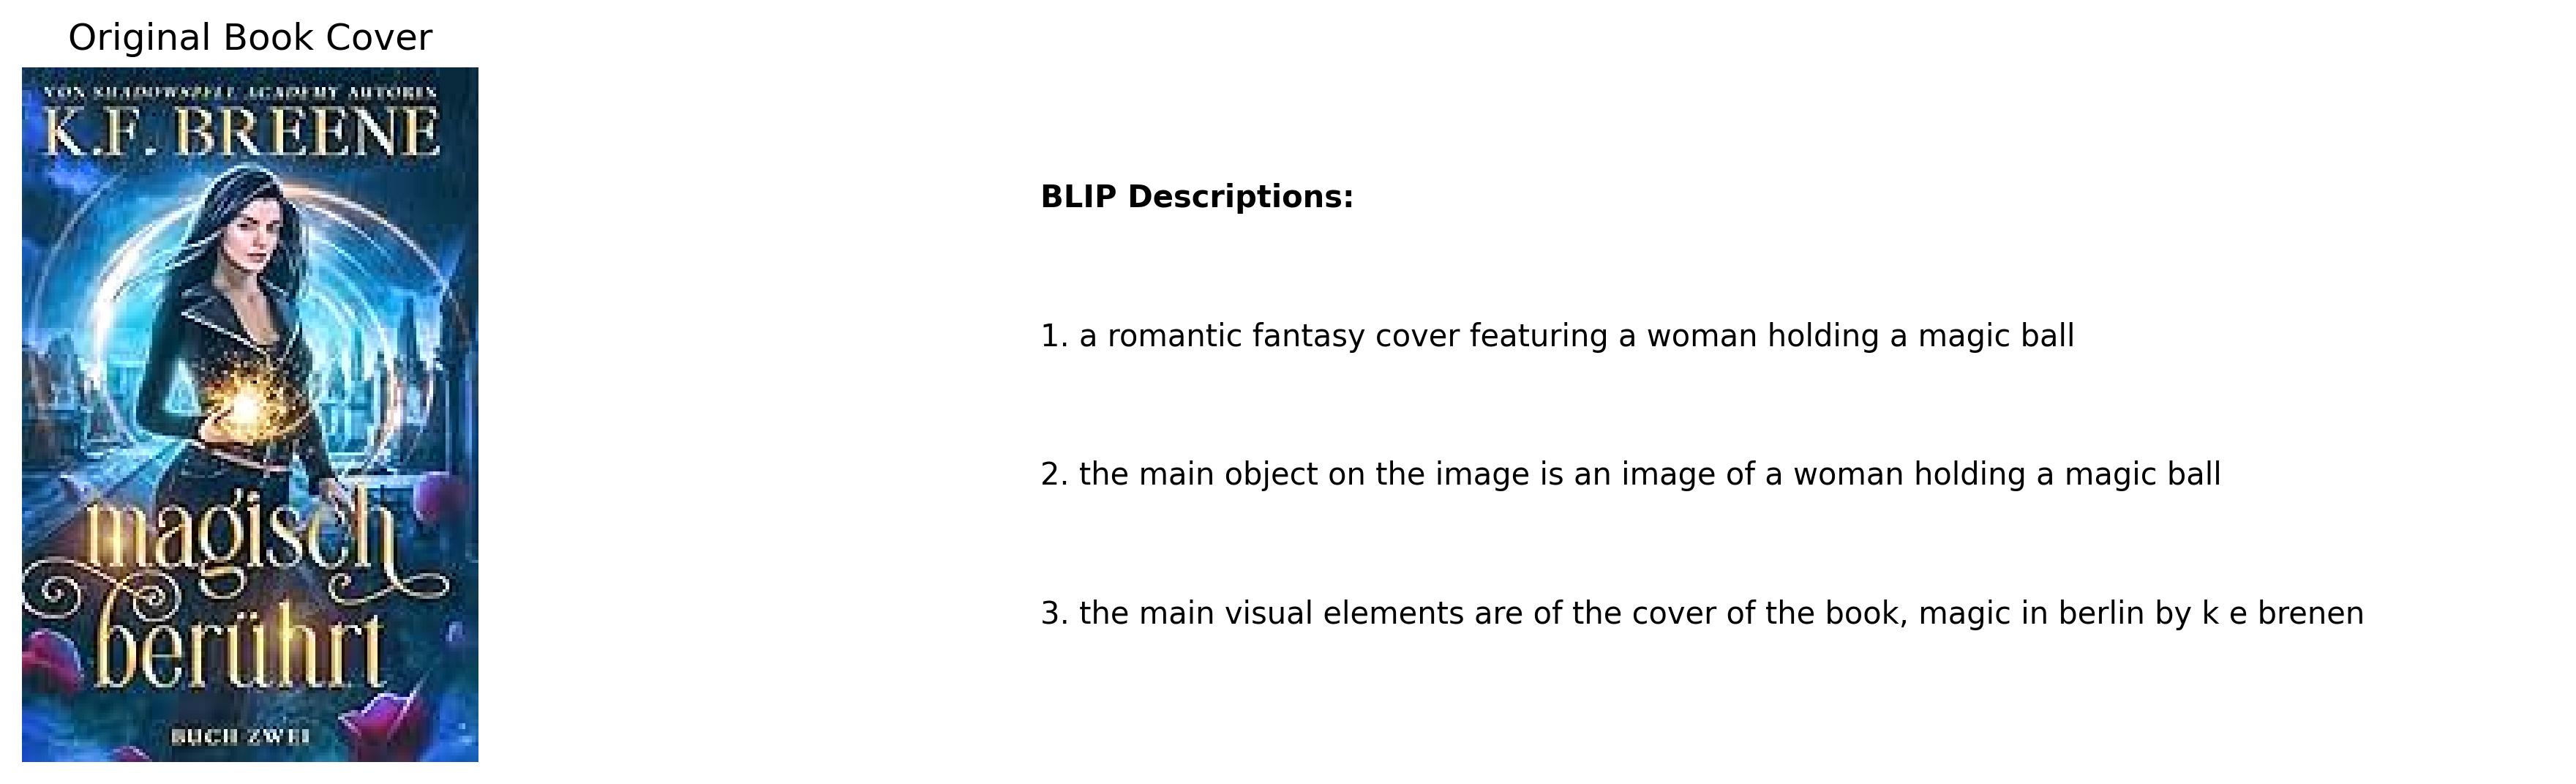 Original Book Cover
VON SHADOWSPELL ACADEMY AUTORIN
K.F. BREENE
magisch
berührt
BUCH ZWEI
BLIP Descriptions:
1. a romantic fantasy cover featuring a woman holding a magic ball
2. the main object on the image is an image of a woman holding a magic ball
3. the main visual elements are of the cover of the book, magic in berlin by k e brenen